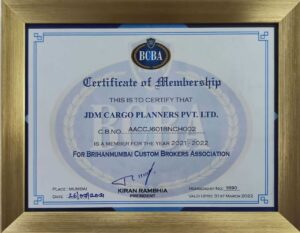 BCBA
Certificate of Membership
THIS IS TO CERTIFY THAT
JDM CARGO PLANNERS PVT. LTD.
C.B.NO.
IS A MEMBER FOR THE YEAR 2021 - 2022
FOR BRIHANMUMBAI CUSTOM BROKERS ASSOCIATION
PLACE : MUMBAI
DATE :
KIRAN RAMBHIA
PRESIDENT
VALID UPTO 31ST MARCH 2022